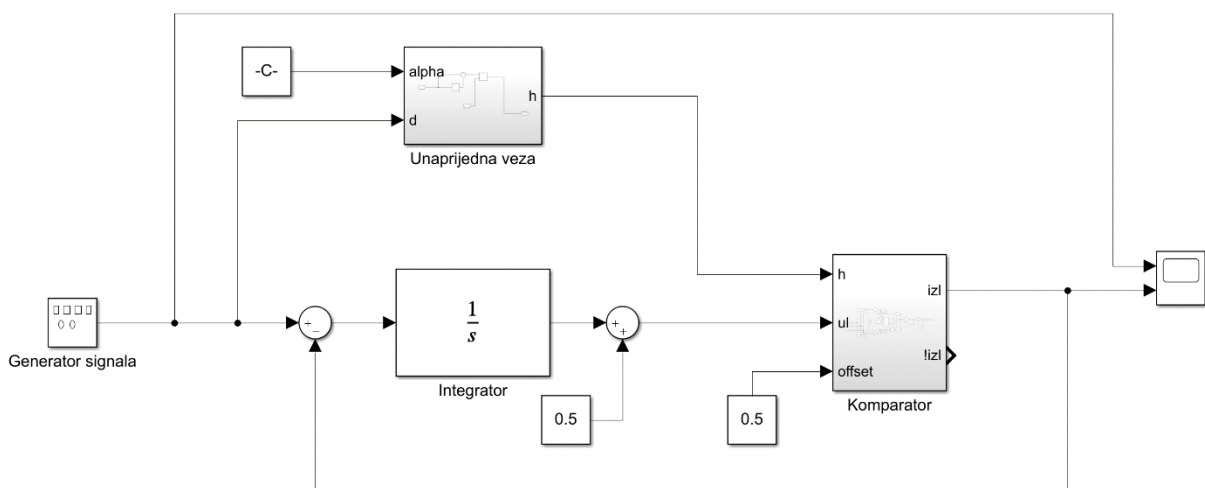 -C-
alpha
h
d
Unaprijedna veza
Generator signala
+
−
1
s
Integrator
+
+
0.5
0.5
h
ul
offset
izl
!izl
Komparator